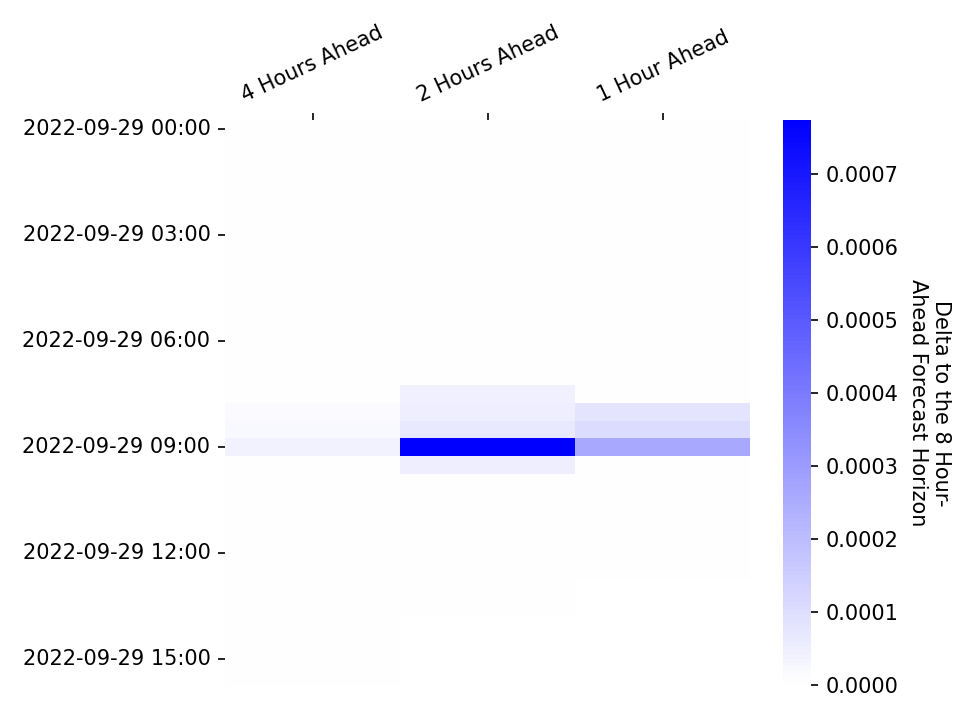 4 Hours Ahead
2 Hours Ahead
1 Hour Ahead
2022-09-29 00:00
2022-09-29 03:00
2022-09-29 06:00
2022-09-29 09:00
2022-09-29 12:00
2022-09-29 15:00
0.0007
0.0006
0.0005
0.0004
0.0003
0.0002
0.0001
0.0000
Delta to the 8 Hour-
Ahead Forecast Horizon